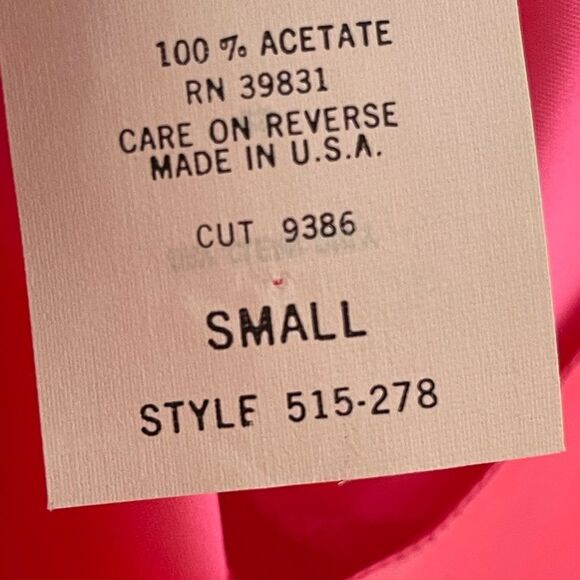 100 % ACETATE
RN 39831
CARE ON REVERSE
MADE IN U.S.A.
CUT 9386
SMALL
STYLE 515-278